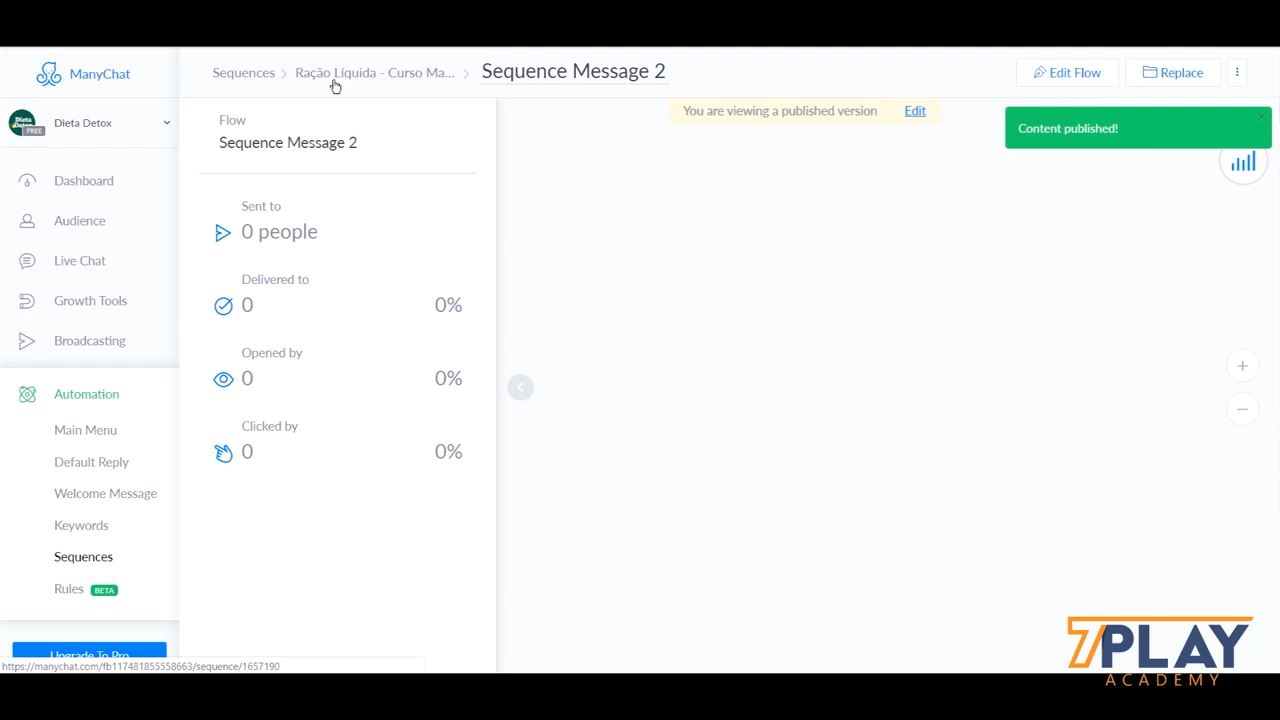 ManyChat
Sequences > Ração Líquida - Curso Ma... > Sequence Message 2
Edit Flow
Replace
FREE
Dieta Detox
Flow
Sequence Message 2
You are viewing a published version Edit
Content published!
Dashboard
Audience
Live Chat
Growth Tools
Broadcasting
Automation
Main Menu
Default Reply
Welcome Message
Keywords
Sequences
Rules BETA
Upgrade To Pro
Sent to
0 people
Delivered to
0 0%
Opened by
0 0%
Clicked by
0 0%
https://manychat.com/fb117481855558663/sequence/1657190
7PLAY
ACADEMY